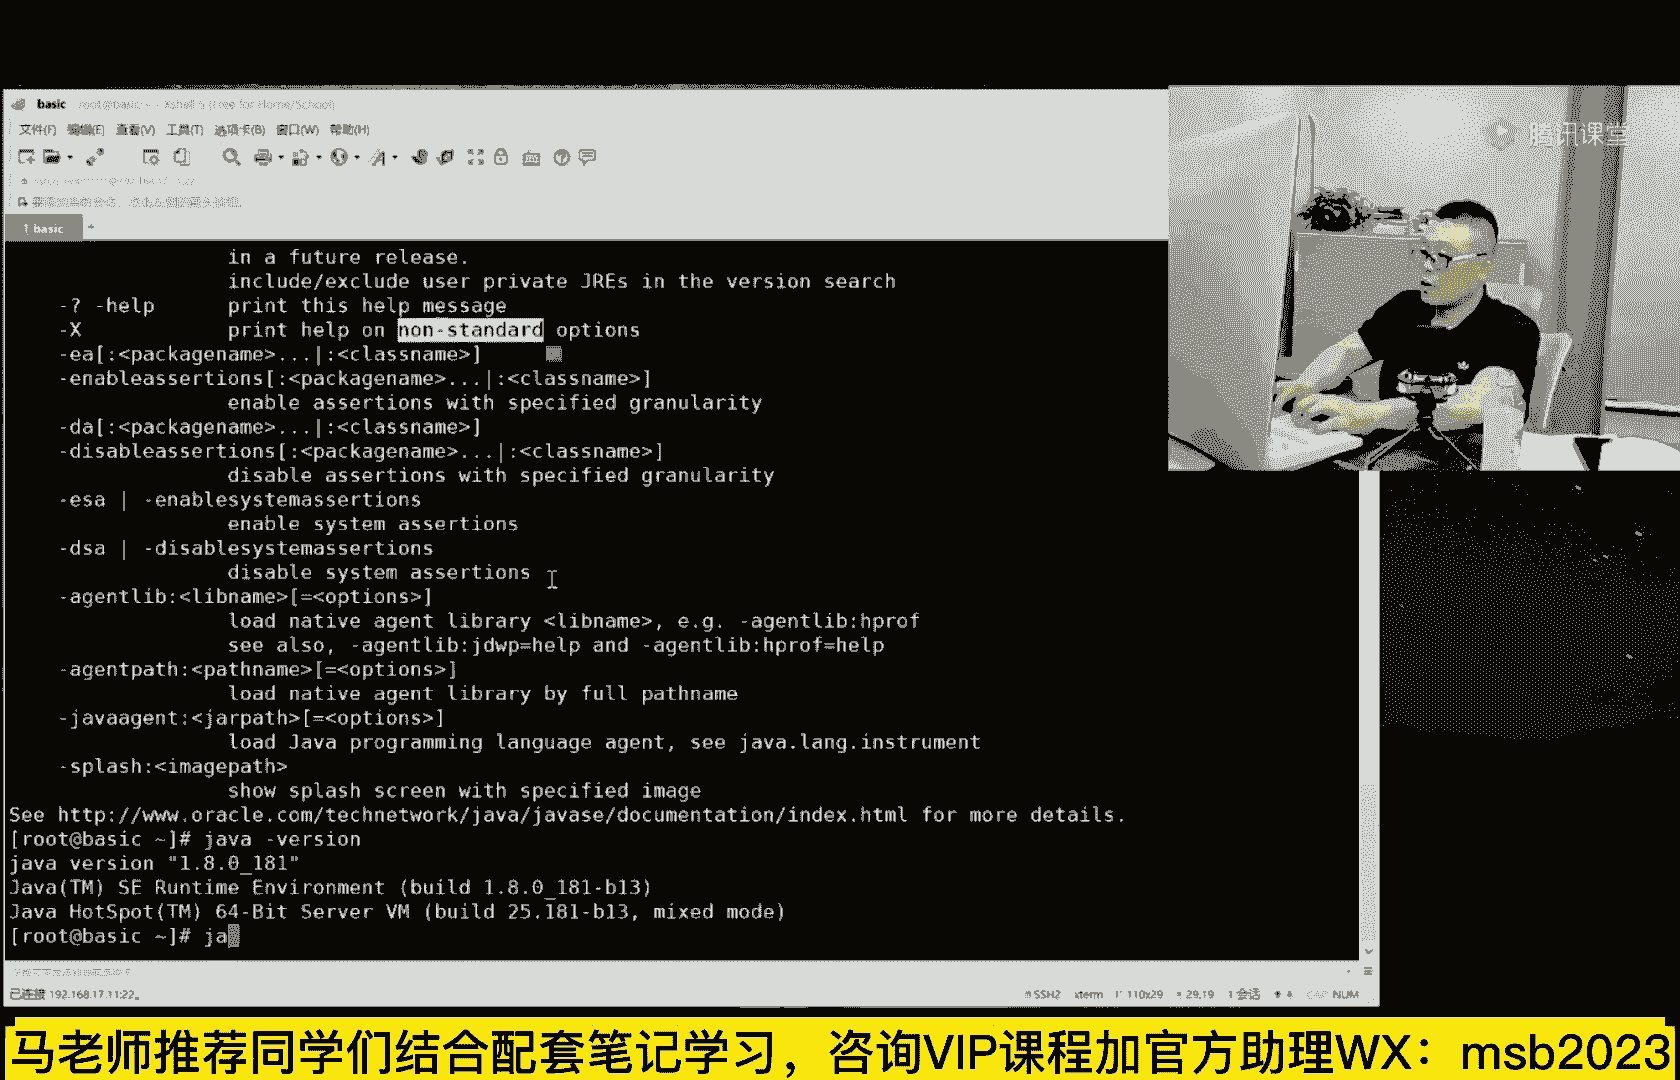 basic root@basic:~ - Xshell 5 (Free for Home/School)
文件(F) 编辑(E) 查看(V) 工具(T) 选项卡(B) 窗口(W) 帮助(H)
腾讯课堂
1 basic
in a future release.
include/exclude user private JREs in the version search
-? -help print this help message
-X print help on non-standard options
-ea[:<packagename>...|:<classname>]
-enableassertions[:<packagename>...|:<classname>]
enable assertions with specified granularity
-da[:<packagename>...|:<classname>]
-disableassertions[:<packagename>...|:<classname>]
disable assertions with specified granularity
-esa | -enablesystemassertions
enable system assertions
-dsa | -disablesystemassertions
disable system assertions
-agentlib:<libname>[=<options>]
load native agent library <libname>, e.g. -agentlib:hprof
see also, -agentlib:jdwp=help and -agentlib:hprof=help
-agentpath:<pathname>[=<options>]
load native agent library by full pathname
-javaagent:<jarpath>[=<options>]
load Java programming language agent, see java.lang.instrument
-splash:<imagepath>
show splash screen with specified image
See http://www.oracle.com/technetwork/java/javase/documentation/index.html for more details.
[root@basic ~]# java -version
java version "1.8.0_181"
Java(TM) SE Runtime Environment (build 1.8.0_181-b13)
Java HotSpot(TM) 64-Bit Server VM (build 25.181-b13, mixed mode)
[root@basic ~]# ja
已连接 192.168.17.11:22。 SSH2 xterm 110x29 29,19 1 会话 CAP NUM
马老师推荐同学们结合配套笔记学习，咨询VIP课程加官方助理WX：msb2023